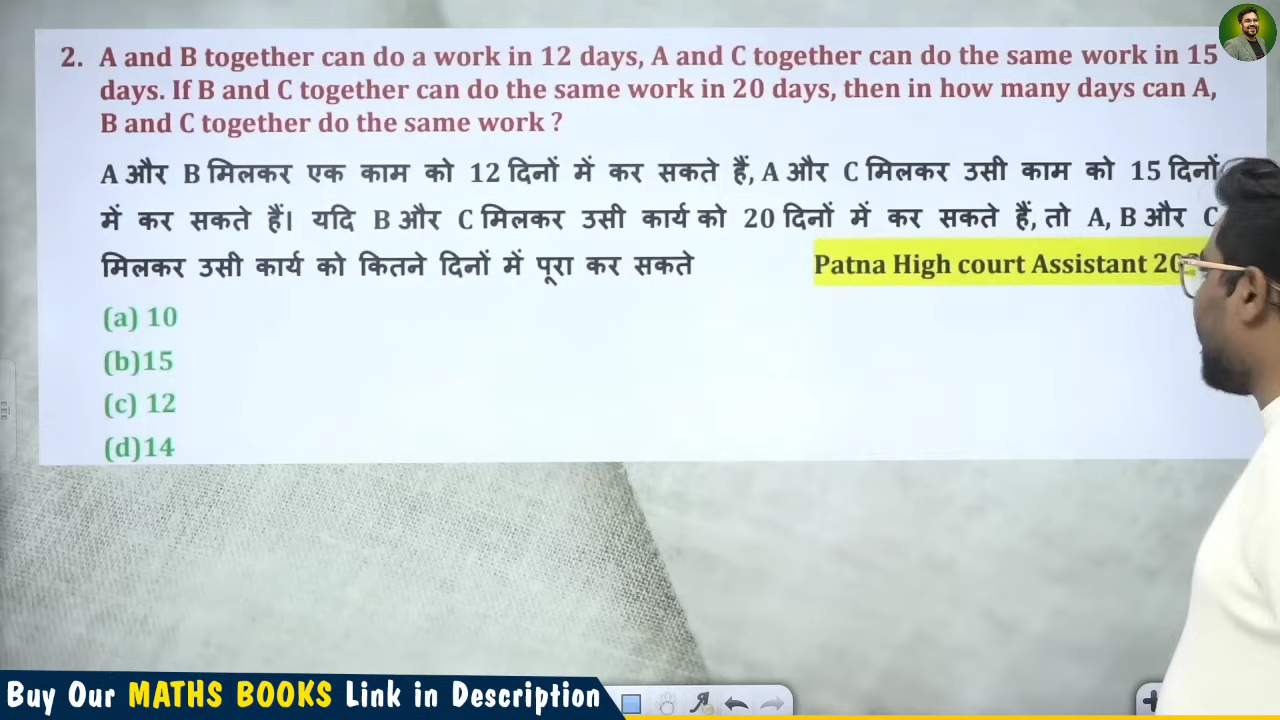 2. A and B together can do a work in 12 days, A and C together can do the same work in 15
days. If B and C together can do the same work in 20 days, then in how many days can A,
B and C together do the same work ?
A और B मिलकर एक काम को 12 दिनों में कर सकते हैं, A और C मिलकर उसी काम को 15 दिनों
में कर सकते हैं। यदि B और C मिलकर उसी कार्य को 20 दिनों में कर सकते हैं, तो A, B और C
मिलकर उसी कार्य को कितने दिनों में पूरा कर सकते
Patna High court Assistant
(a) 10
(b)15
(c) 12
(d)14
Buy Our MATHS BOOKS Link in Description